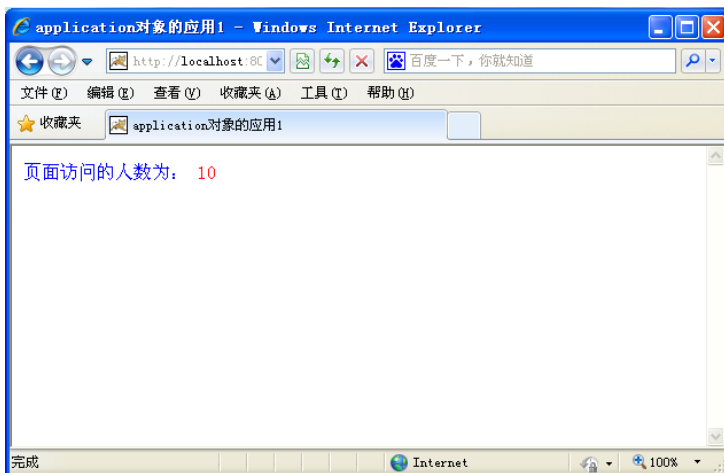 application对象的应用1 - Windows Internet Explorer
http://localhost:80 百度一下，你就知道
文件(F) 编辑(E) 查看(V) 收藏夹(A) 工具(T) 帮助(H)
收藏夹 application对象的应用1
页面访问的人数为： 10
完成 Internet 100%